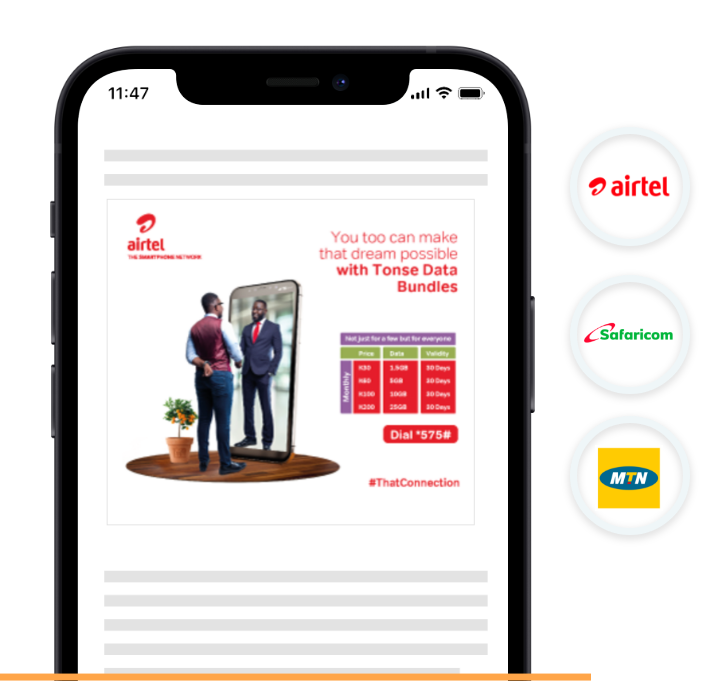 11:47
airtel
THE SMARTPHONE NETWORK
You too can make
that dream possible
with Tonse Data
Bundles
Not just for a few but for everyone
Price Data Validity
Monthly
K30 1.5GB 30 Days
K60 5GB 30 Days
K100 10GB 30 Days
K200 25GB 30 Days
Dial *575#
#ThatConnection
airtel
Safaricom
MTN